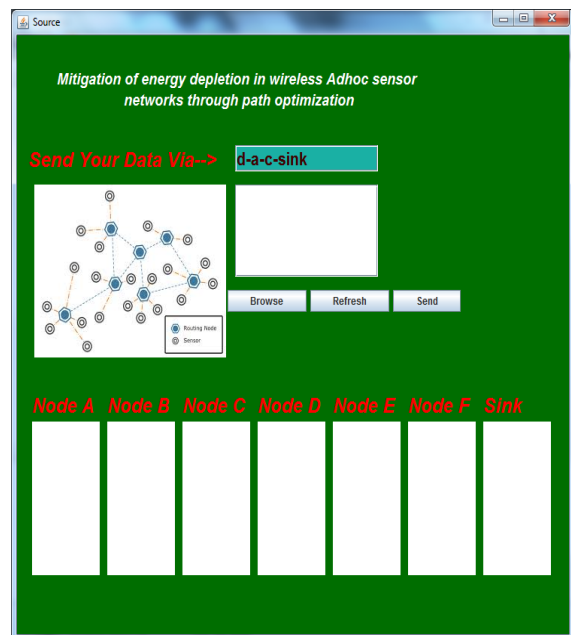 Source
Mitigation of energy depletion in wireless Adhoc sensor
networks through path optimization
Send Your Data Via-->
d-a-c-sink
Browse
Refresh
Send
Routing Node
Sensor
Node A
Node B
Node C
Node D
Node E
Node F
Sink